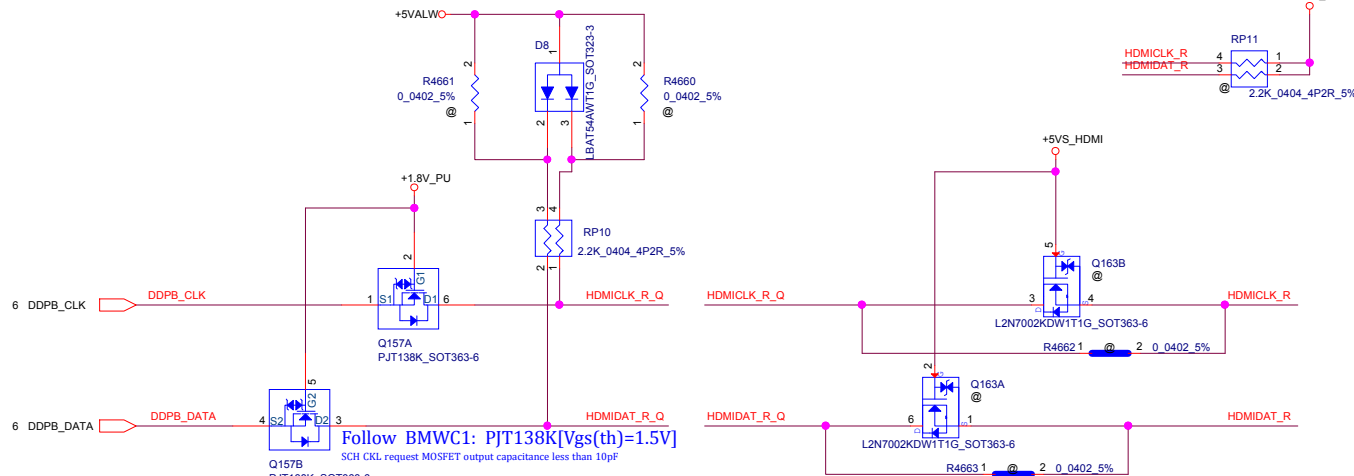 +5VALW
D8
1
2
R4661
0_0402_5%
@
1
2
3
LBAT54AWT1G_SOT323-3
2
R4660
0_0402_5%
@
1
RP11
HDMICLK_R 4 1
HDMIDAT_R 3 2
@ 2.2K_0404_4P2R_5%
+5VS_HDMI
+1.8V_PU
3 4
RP10
2.2K_0404_4P2R_5%
2 1
2
G1
5
Q163B
@
G
6 DDPB_CLK DDPB_CLK 1 S1 D1 6 HDMICLK_R_Q HDMICLK_R_Q 3 D S 4 HDMICLK_R
L2N7002KDW1T1G_SOT363-6
Q157A
PJT138K_SOT363-6
R4662 1 @ 2 0_0402_5%
5
G2
2
G
Q163A
@
6 DDPB_DATA DDPB_DATA 4 S2 D2 3 HDMIDAT_R_Q HDMIDAT_R_Q 6 D S 1 HDMIDAT_R
Follow BMWC1: PJT138K[Vgs(th)=1.5V]
SCH CKL request MOSFET output capacitance less than 10pF
L2N7002KDW1T1G_SOT363-6
Q157B
R4663 1 @ 2 0_0402_5%